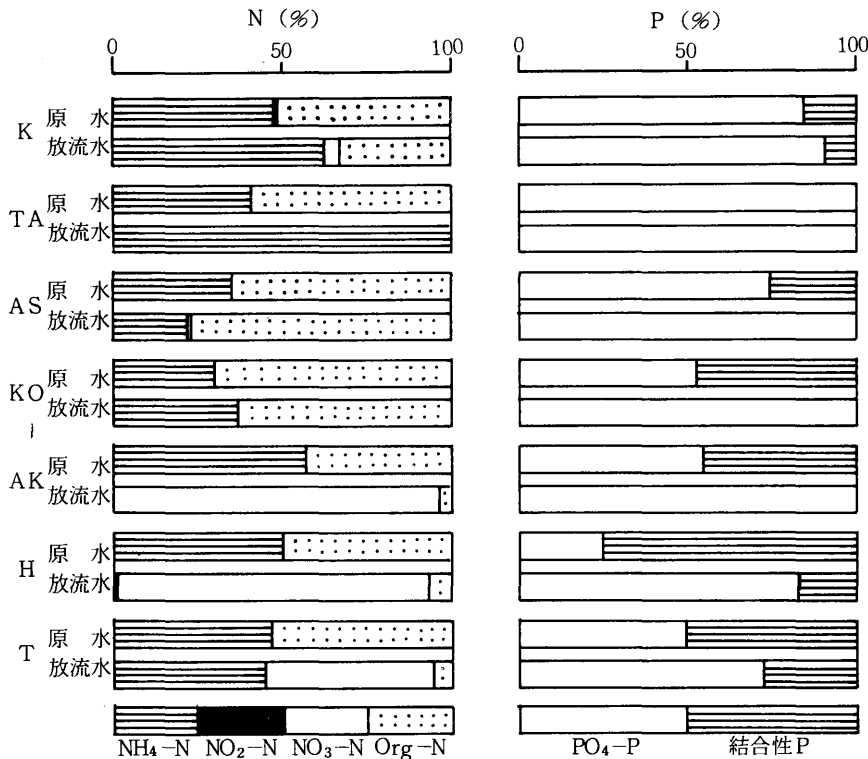 N (%)
P (%)
0 50 100
0 50 100
K 原水
放流水
TA 原水
放流水
AS 原水
放流水
KO 原水
放流水
~
AK 原水
放流水
H 原水
放流水
T 原水
放流水
NH₄-N NO₂-N NO₃-N Org-N
PO₄-P 結合性P